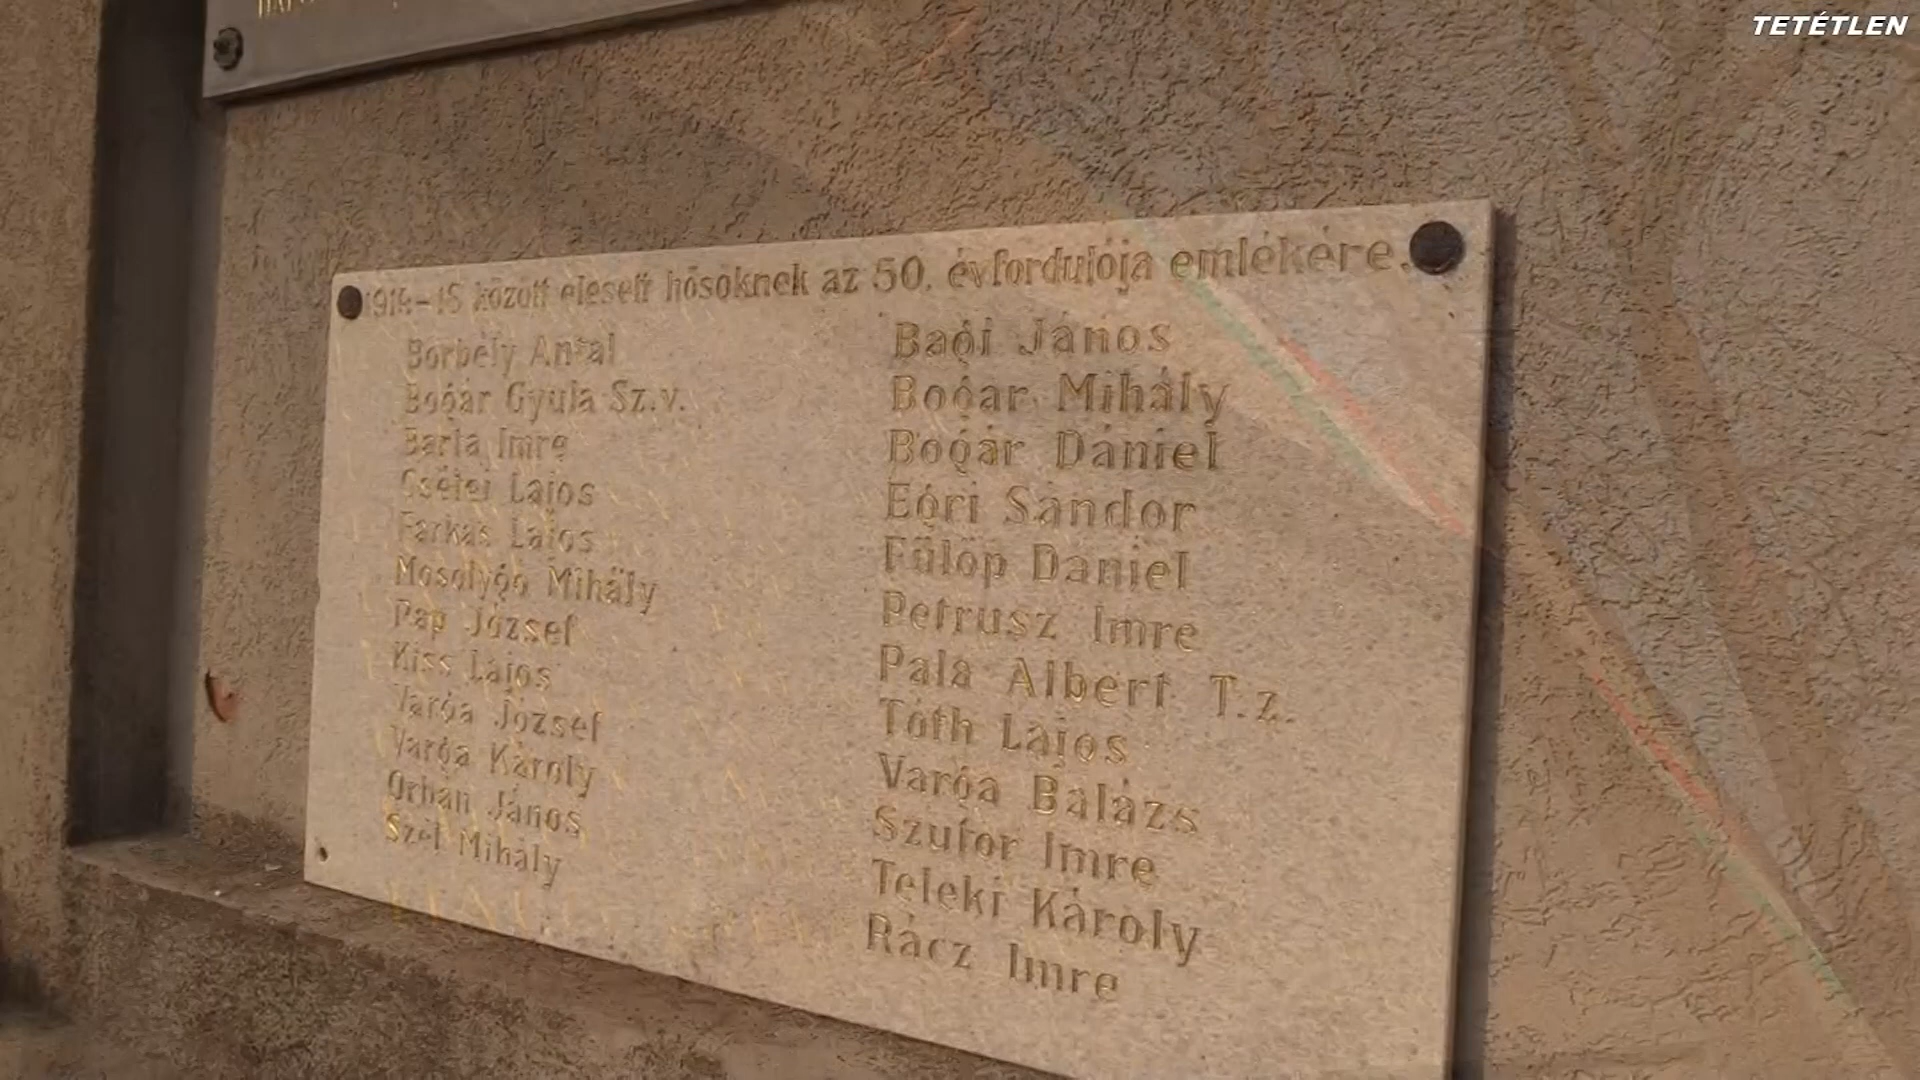 TETÉTLEN
1914-18 között elesett hősöknek az 50. évfordulója emlékére.
Borbély Antal
Bogár Gyula Sz.v.
Barta Imre
Csélei Lajos
Farkas Lajos
Mosolygó Mihály
Pap József
Kiss Lajos
Varga József
Varga Károly
Orbán János
Szél Mihály
Bagi János
Bogár Mihály
Bogár Dániel
Egri Sándor
Fülöp Dániel
Petrusz Imre
Pala Albert T.z.
Tóth Lajos
Varga Balázs
Szutor Imre
Teleki Károly
Rácz Imre